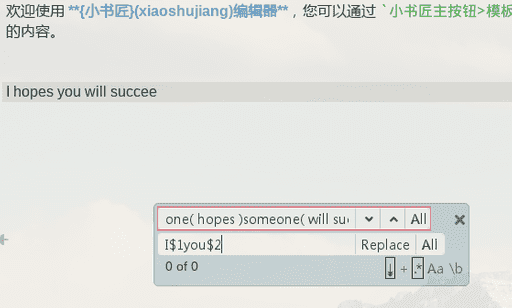 欢迎使用 **{小书匠}(xiaoshujiang)编辑器**，您可以通过 `小书匠主按钮>模板
的内容。
I hopes you will succee
one( hopes )someone( will su
All
I$1you$2
Replace
All
0 of 0
+ .* Aa \b